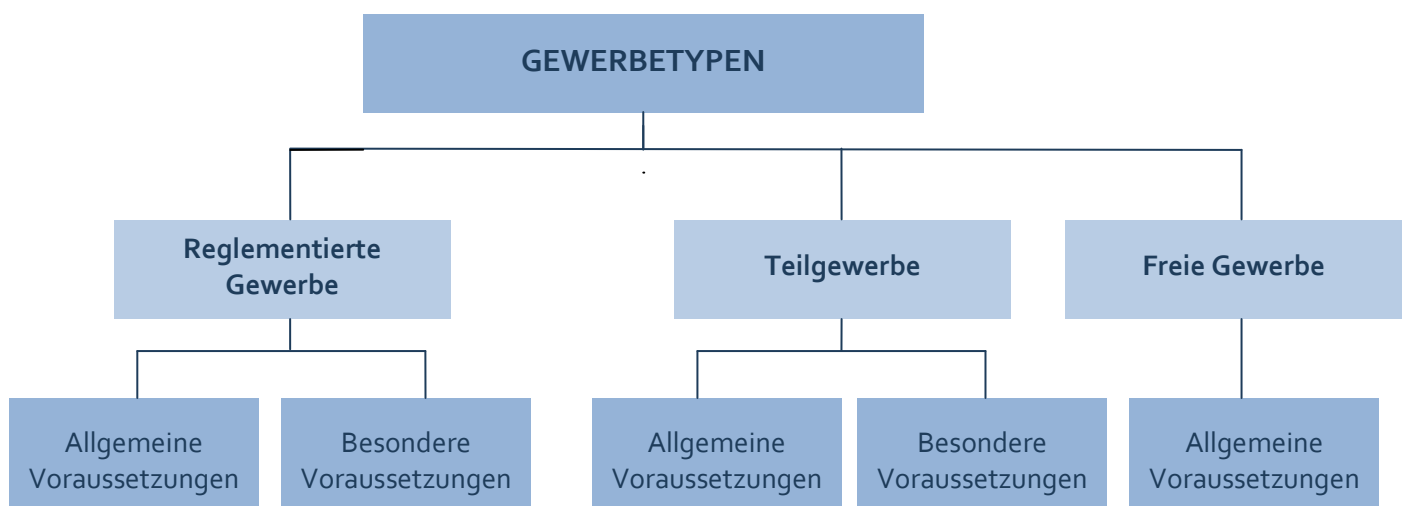 GEWERBETYPEN
Reglementierte
Gewerbe
Teilgewerbe
Freie Gewerbe
Allgemeine
Voraussetzungen
Besondere
Voraussetzungen
Allgemeine
Voraussetzungen
Besondere
Voraussetzungen
Allgemeine
Voraussetzungen